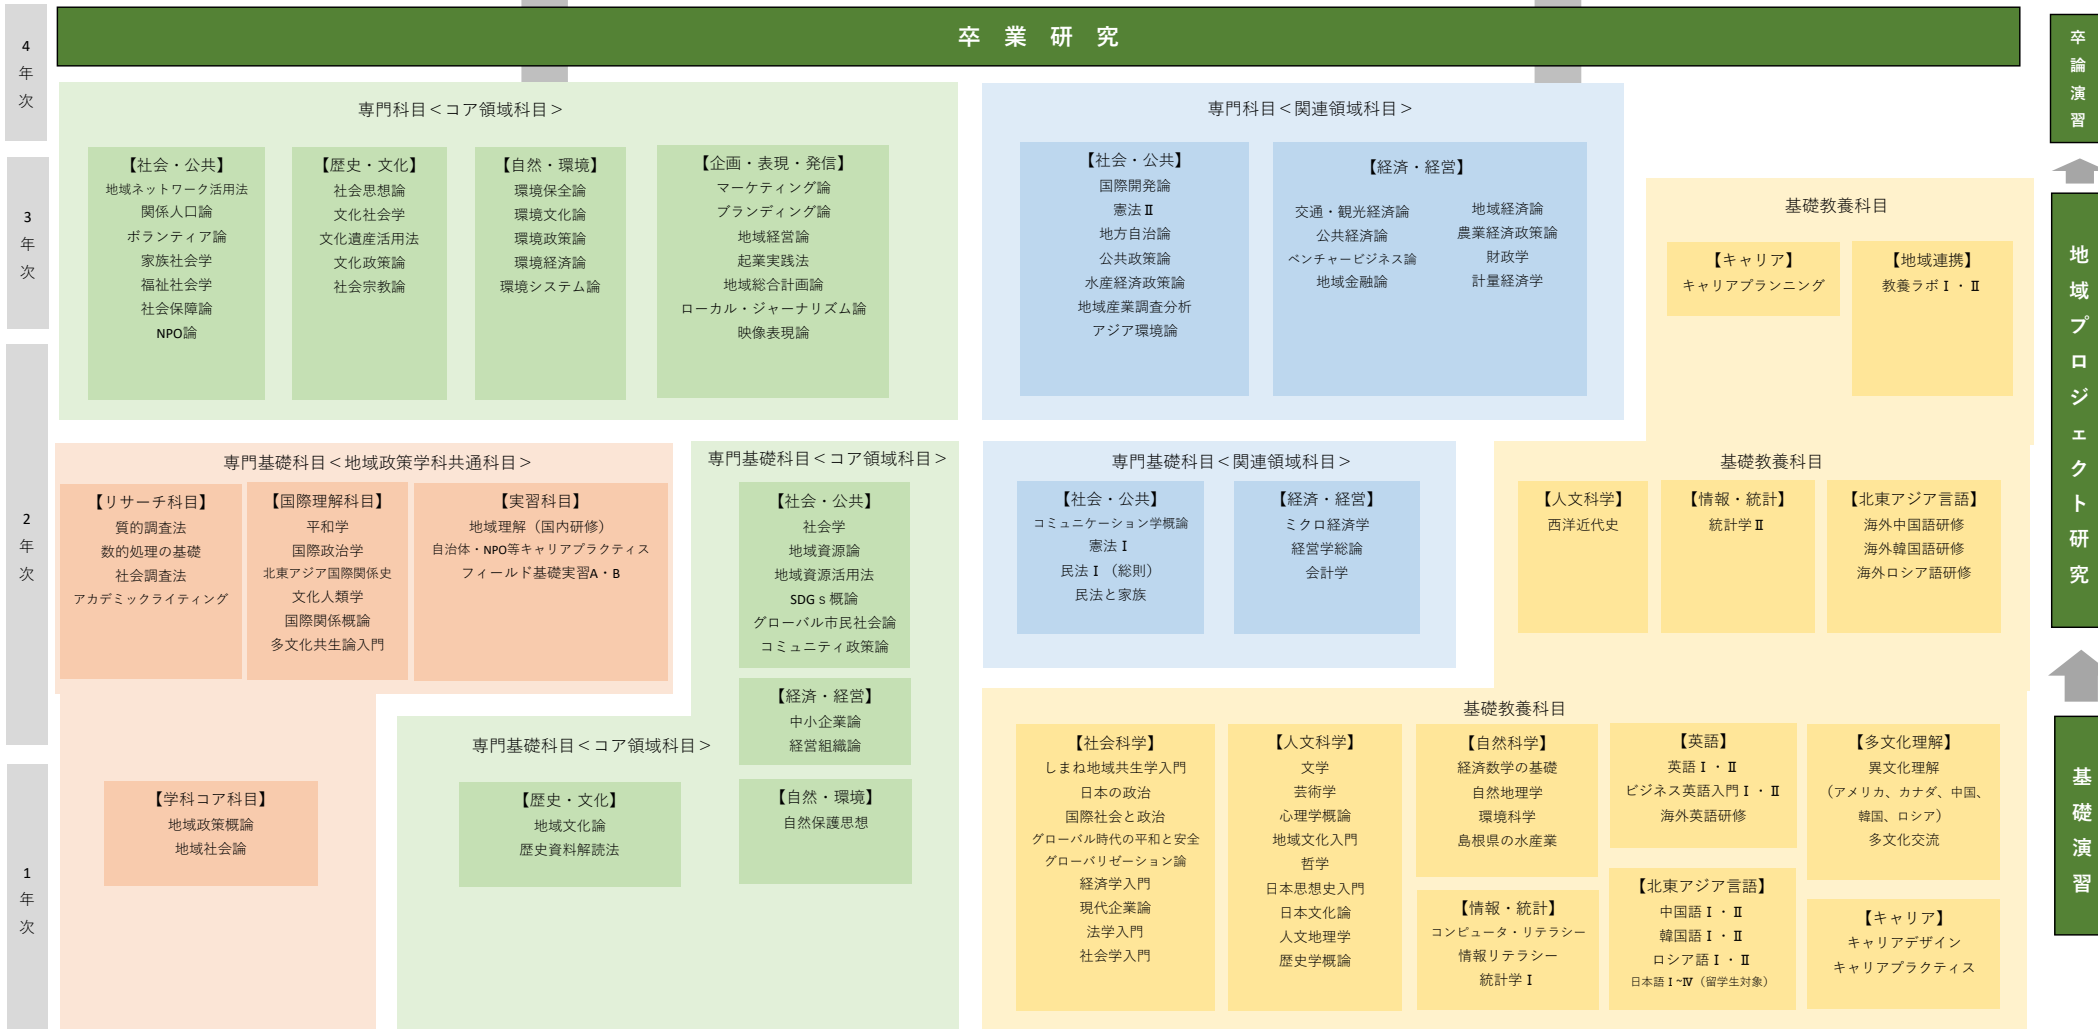 4年次
3年次
2年次
1年次
卒業研究
専門科目＜コア領域科目＞
【社会・公共】
地域ネットワーク活用法
関係人口論
ボランティア論
家族社会学
福祉社会学
社会保障論
NPO論
【歴史・文化】
社会思想論
文化社会学
文化遺産活用法
文化政策論
社会宗教論
【自然・環境】
環境保全論
環境文化論
環境政策論
環境経済論
環境システム論
【企画・表現・発信】
マーケティング論
ブランディング論
地域経営論
起業実践法
地域総合計画論
ローカル・ジャーナリズム論
映像表現論
専門科目＜関連領域科目＞
【社会・公共】
国際開発論
憲法Ⅱ
地方自治論
公共政策論
水産経済政策論
地域産業調査分析
アジア環境論
【経済・経営】
交通・観光経済論
公共経済論
ベンチャービジネス論
地域金融論
地域経済論
農業経済政策論
財政学
計量経済学
基礎教養科目
【キャリア】
キャリアプランニング
【地域連携】
教養ラボⅠ・Ⅱ
専門基礎科目＜地域政策学科共通科目＞
【リサーチ科目】
質的調査法
数的処理の基礎
社会調査法
アカデミックライティング
【国際理解科目】
平和学
国際政治学
北東アジア国際関係史
文化人類学
国際関係概論
多文化共生論入門
【実習科目】
地域理解（国内研修）
自治体・NPO等キャリアプラクティス
フィールド基礎実習A・B
【学科コア科目】
地域政策概論
地域社会論
専門基礎科目＜コア領域科目＞
【社会・公共】
社会学
地域資源論
地域資源活用法
SDGｓ概論
グローバル市民社会論
コミュニティ政策論
【経済・経営】
中小企業論
経営組織論
専門基礎科目＜コア領域科目＞
【歴史・文化】
地域文化論
歴史資料解読法
【自然・環境】
自然保護思想
専門基礎科目＜関連領域科目＞
【社会・公共】
コミュニケーション学概論
憲法Ⅰ
民法Ⅰ（総則）
民法と家族
【経済・経営】
ミクロ経済学
経営学総論
会計学
基礎教養科目
【人文科学】
西洋近代史
【情報・統計】
統計学Ⅱ
【北東アジア言語】
海外中国語研修
海外韓国語研修
海外ロシア語研修
基礎教養科目
【社会科学】
しまね地域共生学入門
日本の政治
国際社会と政治
グローバル時代の平和と安全
グローバリゼーション論
経済学入門
現代企業論
法学入門
社会学入門
【人文科学】
文学
芸術学
心理学概論
地域文化入門
哲学
日本思想史入門
日本文化論
人文地理学
歴史学概論
【自然科学】
経済数学の基礎
自然地理学
環境科学
島根県の水産業
【情報・統計】
コンピュータ・リテラシー
情報リテラシー
統計学Ⅰ
【英語】
英語Ⅰ・Ⅱ
ビジネス英語入門Ⅰ・Ⅱ
海外英語研修
【北東アジア言語】
中国語Ⅰ・Ⅱ
韓国語Ⅰ・Ⅱ
ロシア語Ⅰ・Ⅱ
日本語Ⅰ~Ⅳ（留学生対象）
【多文化理解】
異文化理解
（アメリカ、カナダ、中国、
韓国、ロシア）
多文化交流
【キャリア】
キャリアデザイン
キャリアプラクティス
卒論演習
地域プロジェクト研究
基礎演習